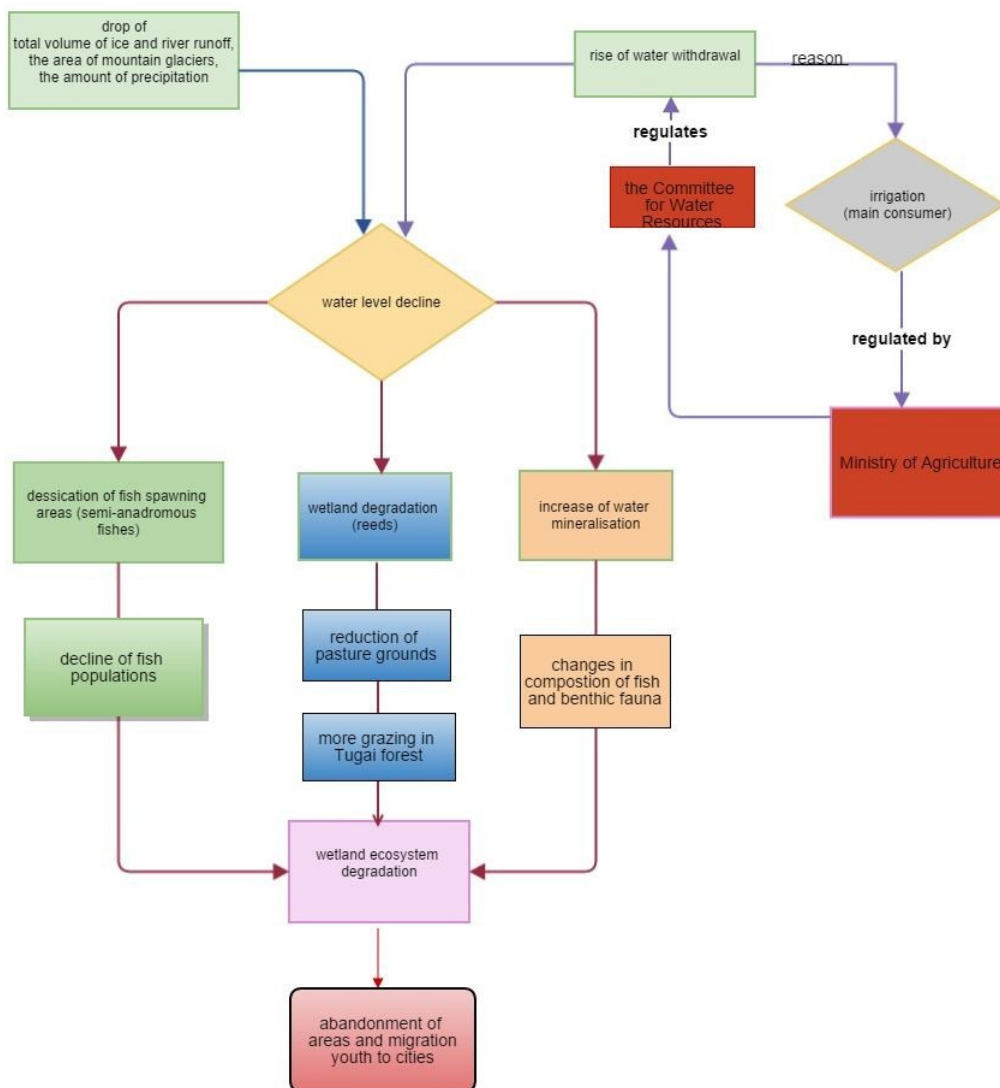 drop of
total volume of ice and river runoff,
the area of mountain glaciers,
the amount of precipitation
rise of water withdrawal
reason
regulates
the Committee
for Water
Resources
irrigation
(main consumer)
water level decline
regulated by
Ministry of Agriculture
dessication of fish spawning
areas (semi-anadromous
fishes)
wetland degradation
(reeds)
increase of water
mineralisation
decline of fish
populations
reduction of
pasture grounds
changes in
compostion of fish
and benthic fauna
more grazing in
Tugai forest
wetland ecosystem
degradation
abandonment of
areas and migration
youth to cities